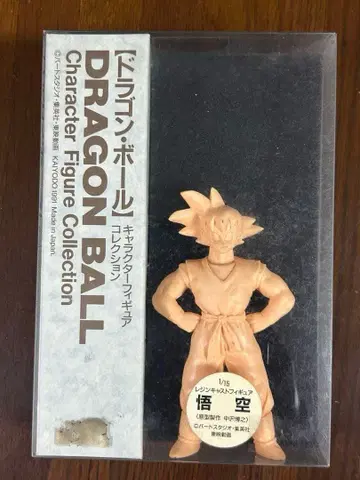 【ドラゴン・ボール】キャラクターフィギュア
コレクション
DRAGON BALL
Character Figure Collection
©バードスタジオ・集英社・東映動画 KAIYODO 1991 Made in Japan.
1/15
レジンキャストフィギュア
悟空
(原型製作 中沢博之)
©バードスタジオ・集英社・
東映動画